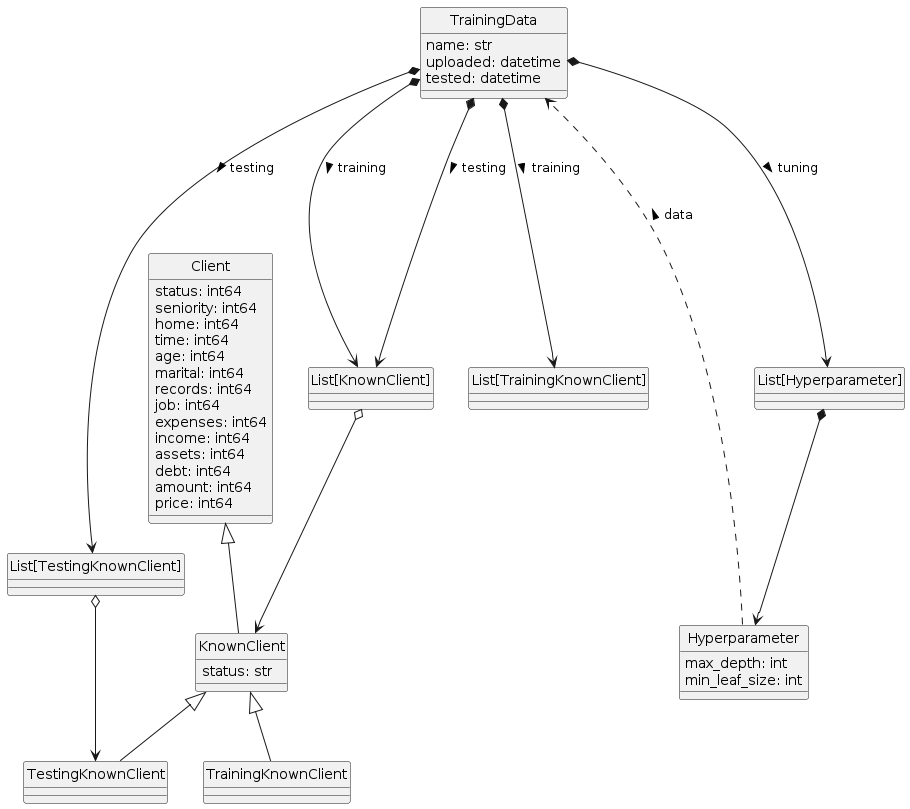 TrainingData
name: str
uploaded: datetime
tested: datetime
testing
training
testing
training
tuning
data
Client
status: int64
seniority: int64
home: int64
time: int64
age: int64
marital: int64
records: int64
job: int64
expenses: int64
income: int64
assets: int64
debt: int64
amount: int64
price: int64
List[KnownClient]
List[TrainingKnownClient]
List[Hyperparameter]
List[TestingKnownClient]
KnownClient
status: str
Hyperparameter
max_depth: int
min_leaf_size: int
TestingKnownClient
TrainingKnownClient